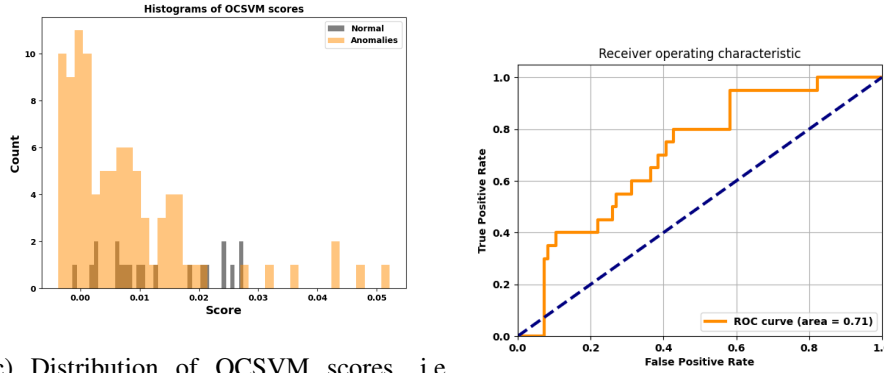 Histograms of OCSVM scores
Normal
Anomalies
10
8
6
4
2
0
Count
0.00 0.01 0.02 0.03 0.04 0.05
Score
c) Distribution of OCSVM scores, i.e.
Receiver operating characteristic
1.0
0.8
0.6
0.4
0.2
0.0
True Positive Rate
ROC curve (area = 0.71)
0.0 0.2 0.4 0.6 0.8 1.
False Positive Rate